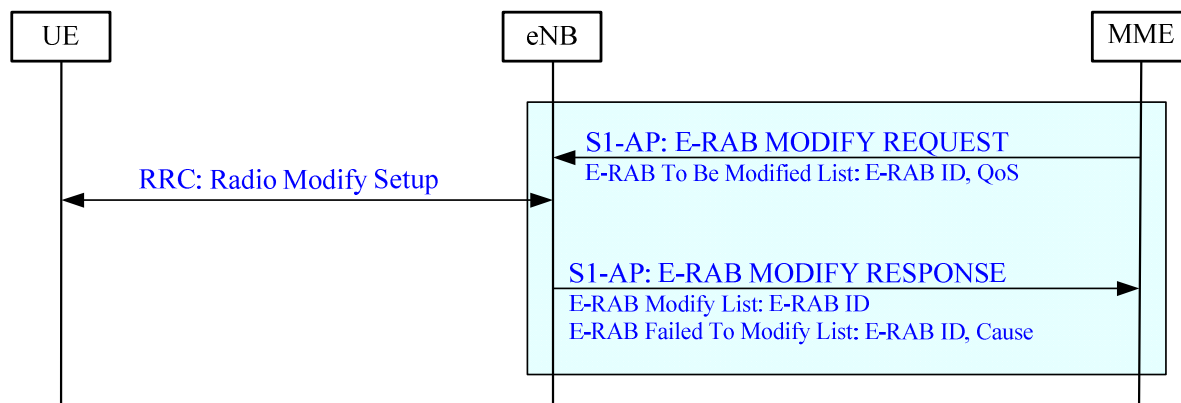 UE
eNB
MME
S1-AP: E-RAB MODIFY REQUEST
E-RAB To Be Modified List: E-RAB ID, QoS
RRC: Radio Modify Setup
S1-AP: E-RAB MODIFY RESPONSE
E-RAB Modify List: E-RAB ID
E-RAB Failed To Modify List: E-RAB ID, Cause